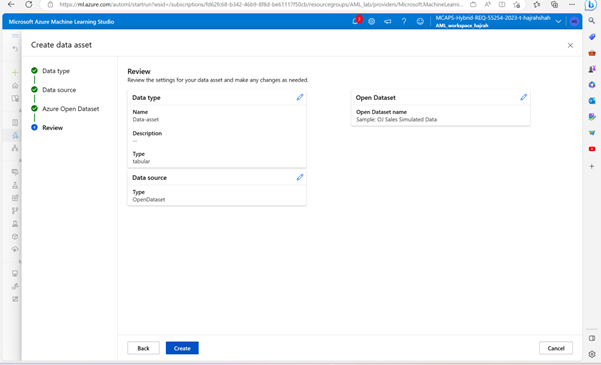 https://ml.azure.com/automl/startrun?wsid=/subscriptions/fd62fc68-b342-46b9-8f8d-be61117f50cb/resourcegroups/AML_lab/providers/Microsoft.MachineLearni...
Microsoft Azure Machine Learning Studio
7
MCAPS-Hybrid-REQ-55254-2023-t-hajrahshah
AML_workspace_hajrah
Create data asset
Data type
Data source
Azure Open Dataset
4 Review
Review
Review the settings for your data asset and make any changes as needed.
Data type
Name
Data-asset
Description
--
Type
tabular
Data source
Type
OpenDataset
Open Dataset
Open Dataset name
Sample: OJ Sales Simulated Data
Back
Create
Cancel